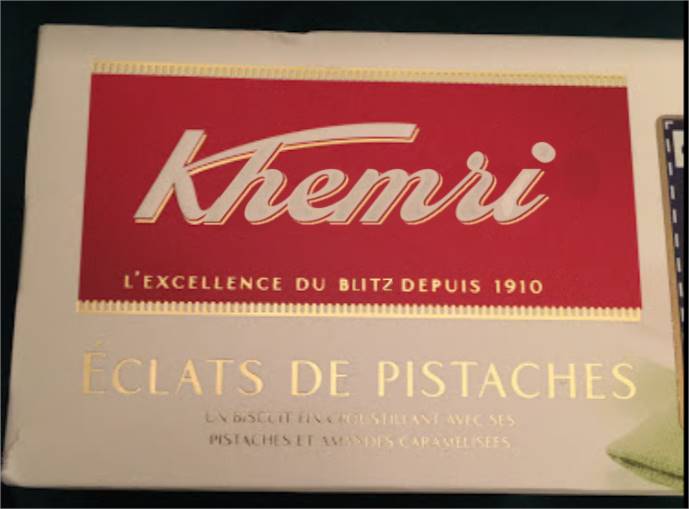 Khemri
L'EXCELLENCE DU BLITZ DEPUIS 1910
ÉCLATS DE PISTACHES
UN BISCUIT FIN CROUSTILLANT AVEC SES
PISTACHES ET AMANDES CARAMÉLISÉES